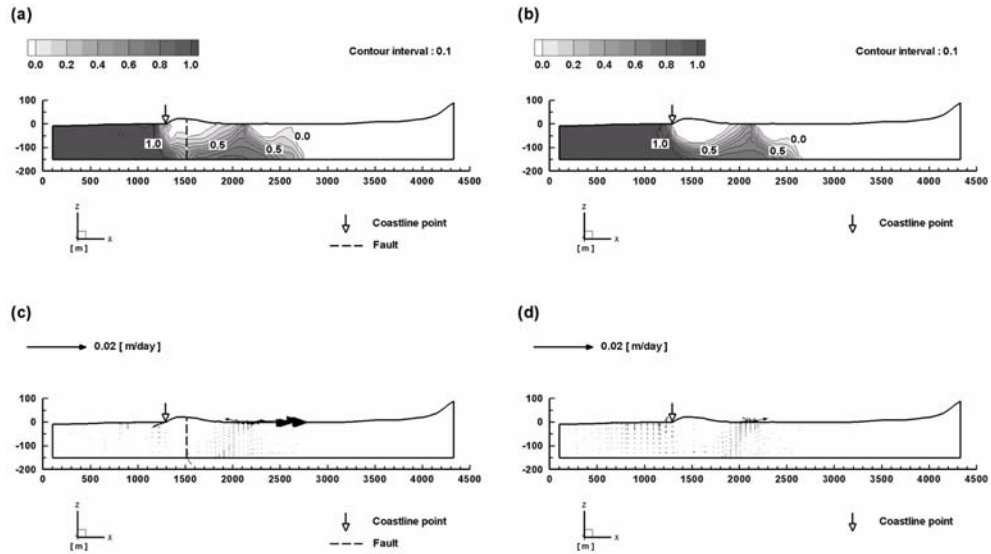 (a)
0.0 0.2 0.4 0.6 0.8 1.0
Contour interval : 0.1
100
0
-100
-200
1.0 0.5 0.5 0.0
0 500 1000 1500 2000 2500 3000 3500 4000 4500
z
x
[ m ]
Coastline point
Fault
(b)
0.0 0.2 0.4 0.6 0.8 1.0
Contour interval : 0.1
100
0
-100
-200
1.0 0.5 0.5 0.0
0 500 1000 1500 2000 2500 3000 3500 4000 4500
z
x
[ m ]
Coastline point
(c)
0.02 [ m/day ]
100
0
-100
-200
0 500 1000 1500 2000 2500 3000 3500 4000 4500
z
x
[ m ]
Coastline point
Fault
(d)
0.02 [ m/day ]
100
0
-100
-200
0 500 1000 1500 2000 2500 3000 3500 4000 4500
z
x
[ m ]
Coastline point